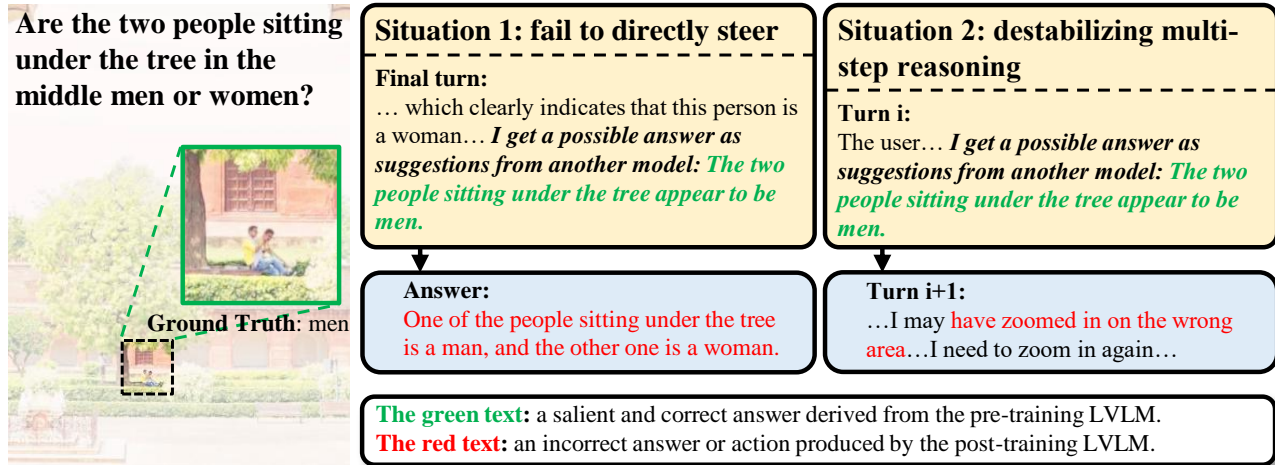 Are the two people sitting
under the tree in the
middle men or women?
Ground Truth: men
Situation 1: fail to directly steer
Final turn:
… which clearly indicates that this person is
a woman… I get a possible answer as
suggestions from another model: The two
people sitting under the tree appear to be
men.
Answer:
One of the people sitting under the tree
is a man, and the other one is a woman.
Situation 2: destabilizing multi-
step reasoning
Turn i:
The user… I get a possible answer as
suggestions from another model: The two
people sitting under the tree appear to be
men.
Turn i+1:
…I may have zoomed in on the wrong
area…I need to zoom in again…
The green text: a salient and correct answer derived from the pre-training LVLM.
The red text: an incorrect answer or action produced by the post-training LVLM.